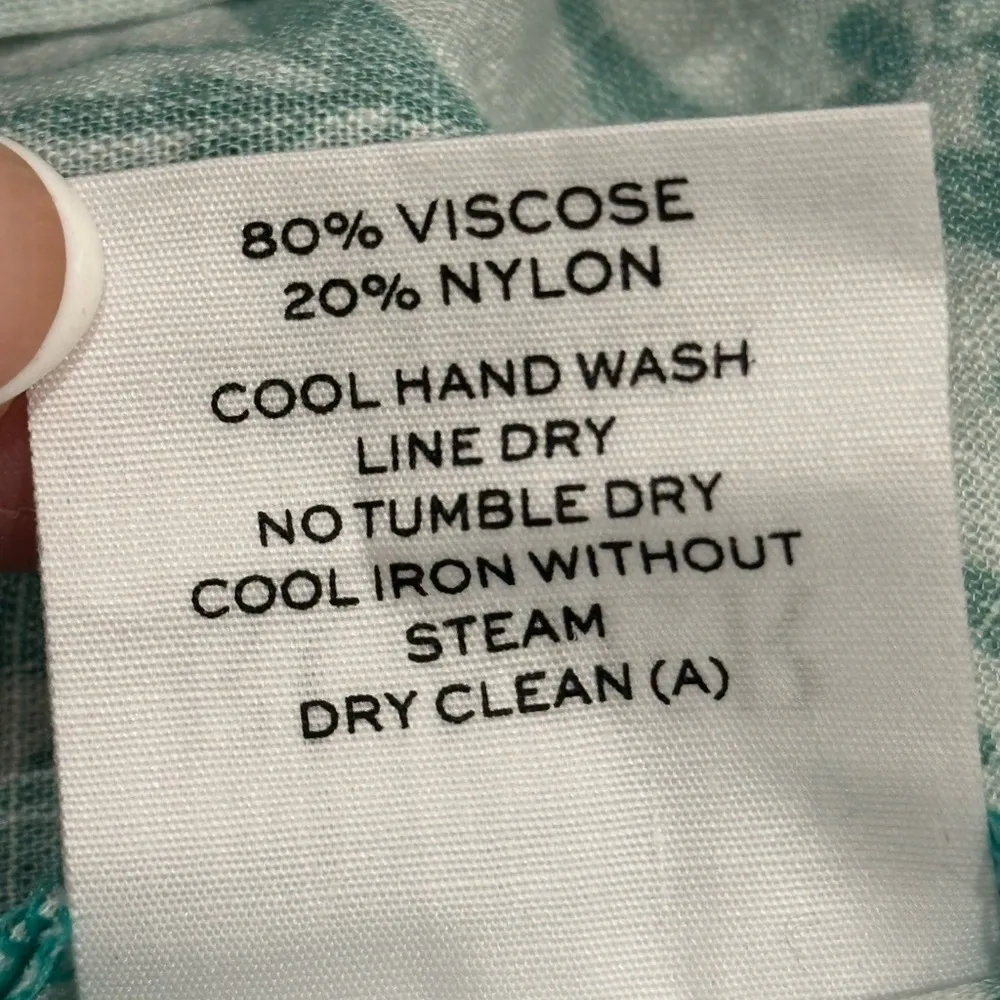 80% VISCOSE
20% NYLON
COOL HAND WASH
LINE DRY
NO TUMBLE DRY
COOL IRON WITHOUT
STEAM
DRY CLEAN (A)